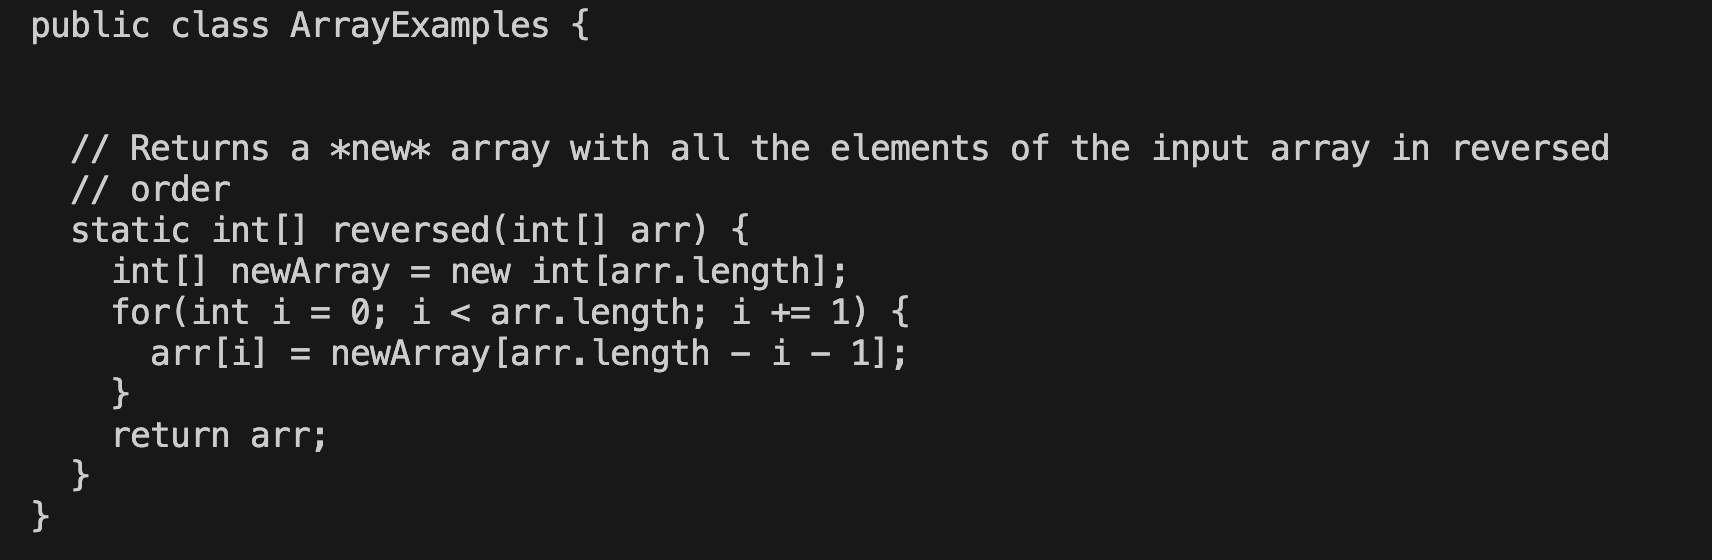 public class ArrayExamples {
  // Returns a *new* array with all the elements of the input array in reversed
  // order
  static int[] reversed(int[] arr) {
    int[] newArray = new int[arr.length];
    for(int i = 0; i < arr.length; i += 1) {
      arr[i] = newArray[arr.length - i - 1];
    }
    return arr;
  }
}